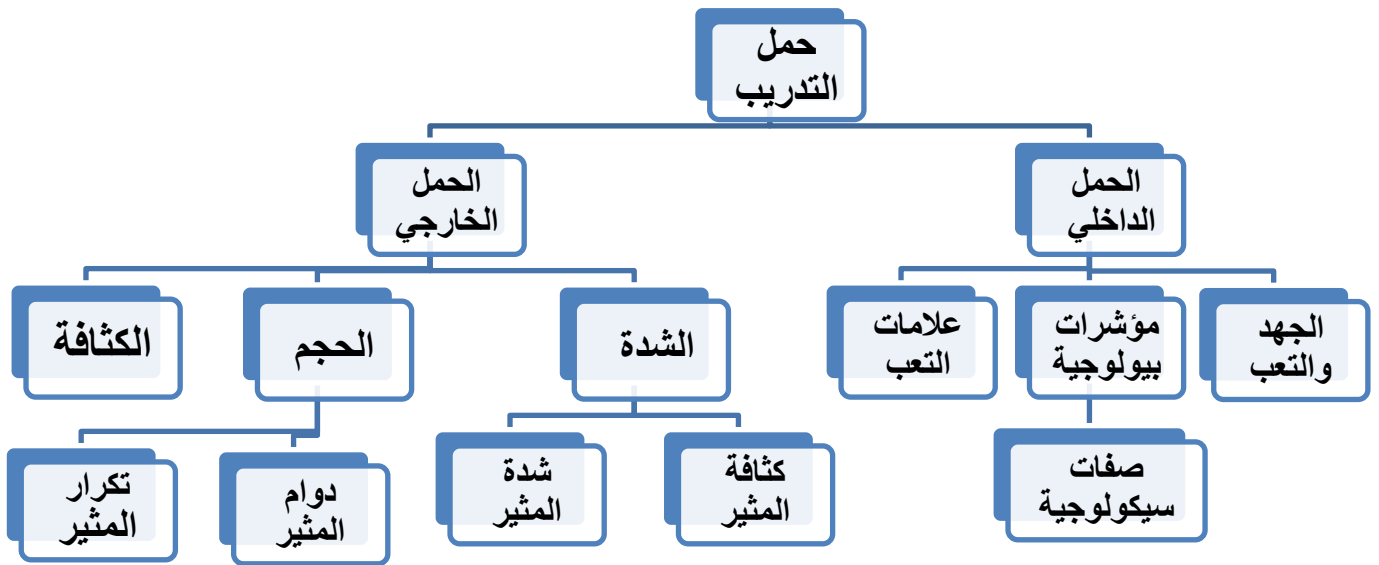 حمل
التدريب
الحمل
الداخلي
الحمل
الخارجي
الجهد
والتعب
مؤشرات
بيولوجية
علامات
التعب
الشدة
الحجم
الكثافة
صفات
سيكولوجية
كثافة
المثير
شدة
المثير
دوام
المثير
تكرار
المثير